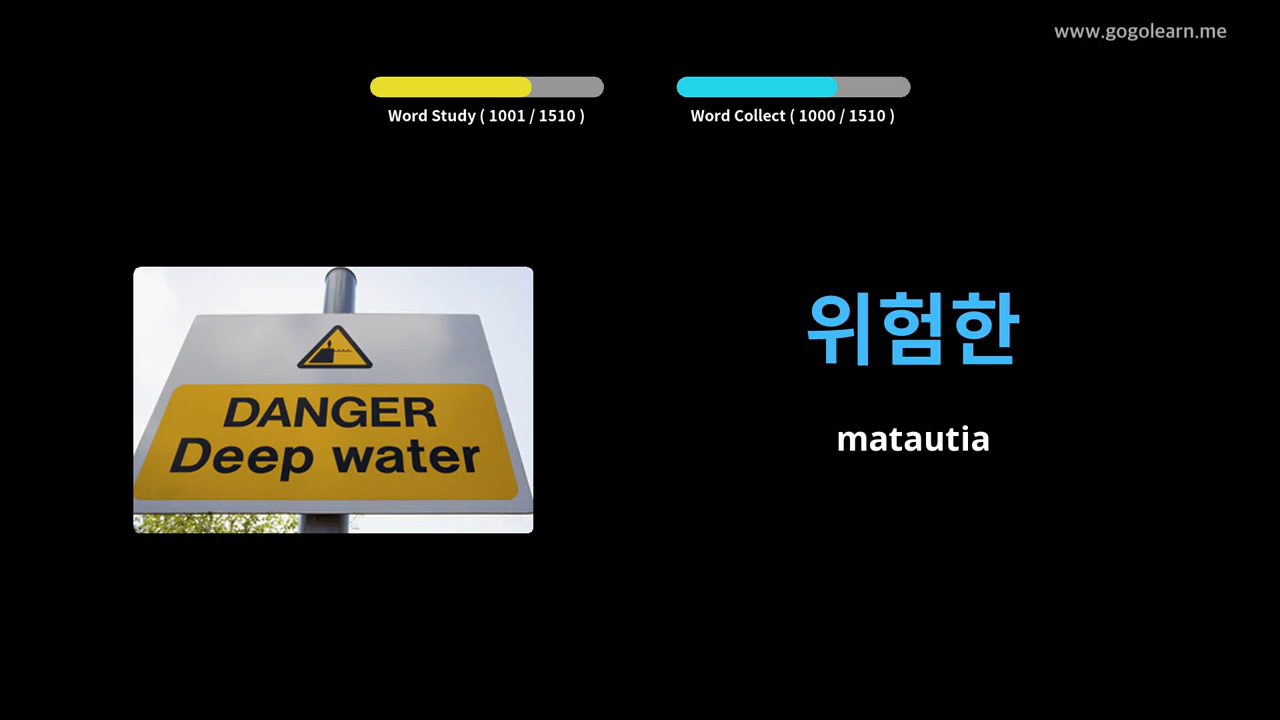 www.gogolearn.me
Word Study ( 1001 / 1510 )
Word Collect ( 1000 / 1510 )
DANGER
Deep water
위험한
matautia